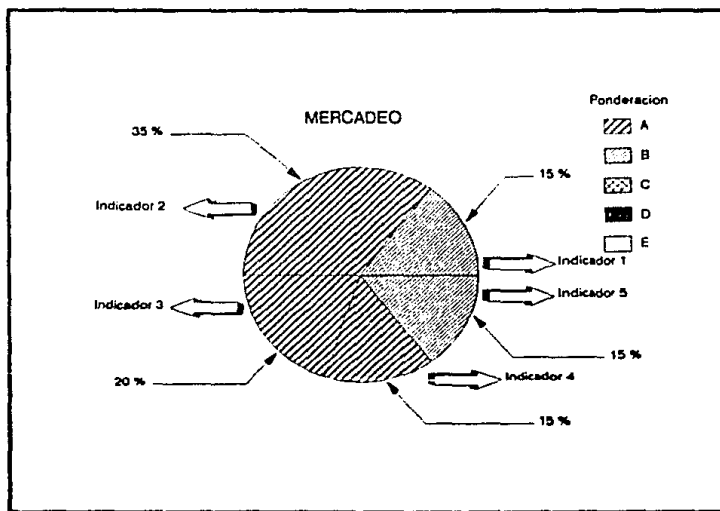 MERCADEO
Ponderacion
A
B
C
D
E
35 %
15 %
Indicador 2
Indicador 1
Indicador 3
Indicador 5
15 %
20 %
Indicador 4
15 %